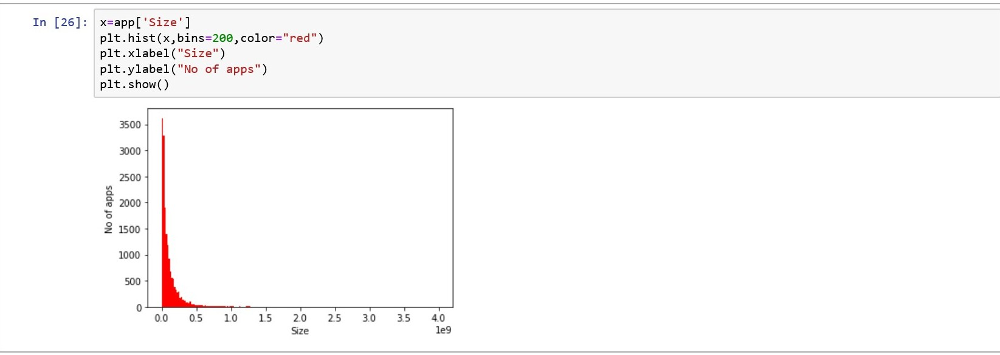 In [26]: x=app['Size']
plt.hist(x,bins=200,color="red")
plt.xlabel("Size")
plt.ylabel("No of apps")
plt.show()
3500
3000
2500
2000
1500
1000
500
0
No of apps
0.0 0.5 1.0 1.5 2.0 2.5 3.0 3.5 4.0
Size
1e9